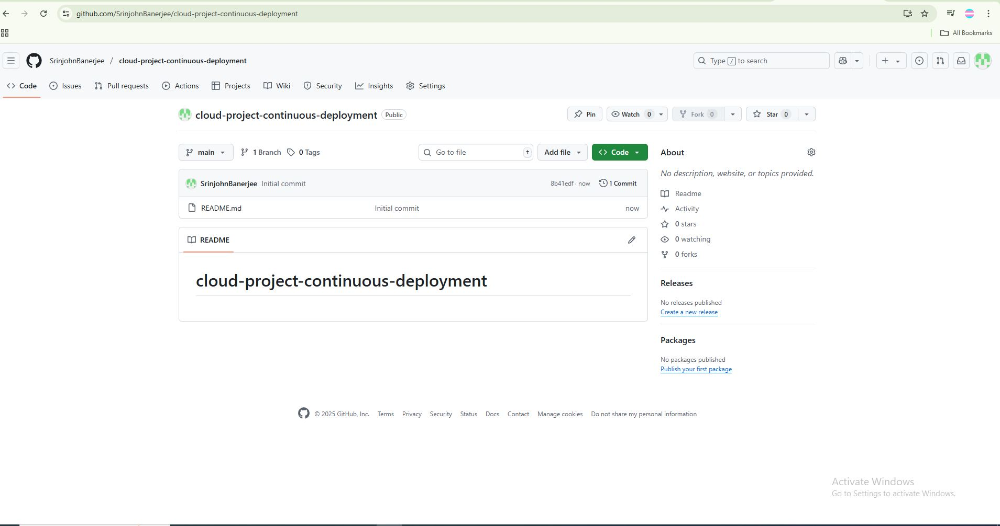 github.com/SrinjohnBanerjee/cloud-project-continuous-deployment
All Bookmarks
SrinjohnBanerjee / cloud-project-continuous-deployment
Type / to search
Code Issues Pull requests Actions Projects Wiki Security Insights Settings
cloud-project-continuous-deployment Public
Pin Watch 0 Fork 0 Star 0
main 1 Branch 0 Tags Go to file t Add file Code
SrinjohnBanerjee Initial commit 8b41edf · now 1 Commit
README.md Initial commit now
README
cloud-project-continuous-deployment
About
No description, website, or topics provided.
Readme
Activity
0 stars
0 watching
0 forks
Releases
No releases published
Create a new release
Packages
No packages published
Publish your first package
© 2025 GitHub, Inc. Terms Privacy Security Status Docs Contact Manage cookies Do not share my personal information
Activate Windows
Go to Settings to activate Windows.